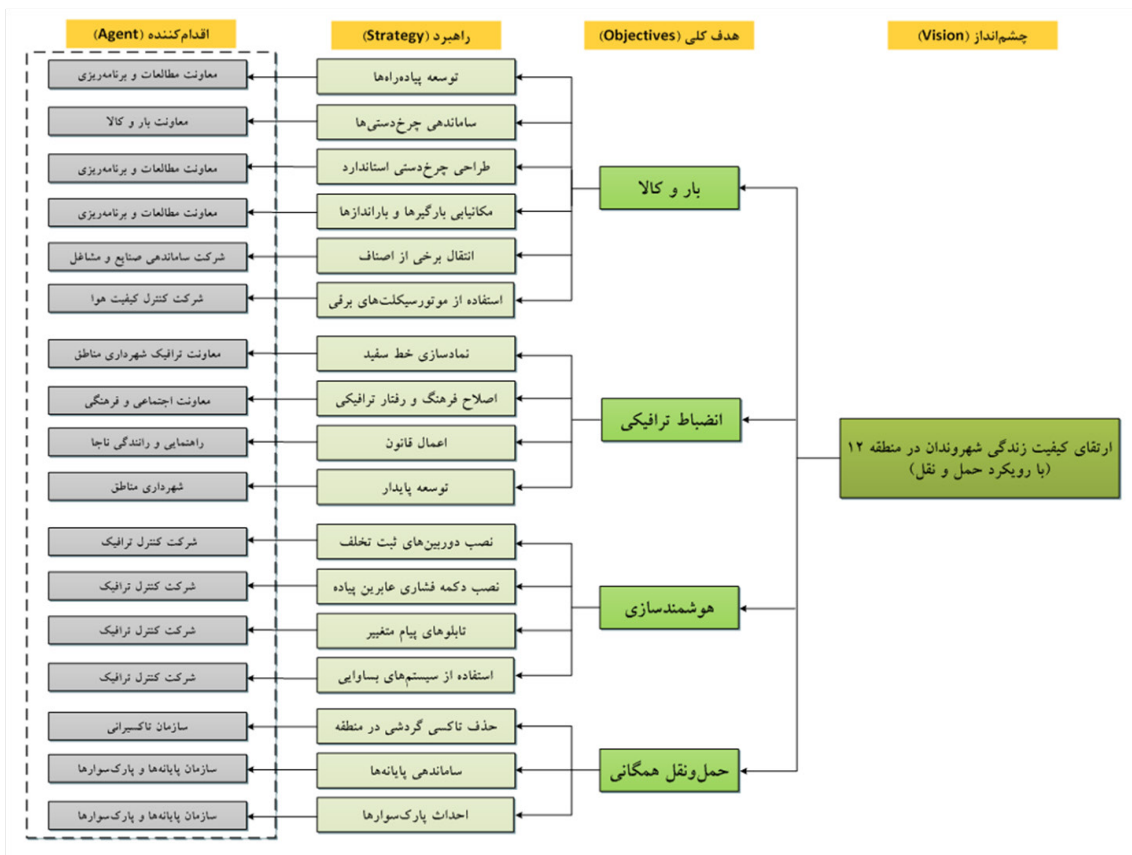 چشم‌انداز (Vision)
هدف کلی (Objectives)
راهبرد (Strategy)
اقدام‌کننده (Agent)
ارتقای کیفیت زندگی شهروندان در منطقه ۱۲
(با رویکرد حمل و نقل)
بار و کالا
توسعه پیاده‌راه‌ها
معاونت مطالعات و برنامه‌ریزی
ساماندهی چرخ‌دستی‌ها
معاونت بار و کالا
طراحی چرخ‌دستی استاندارد
معاونت مطالعات و برنامه‌ریزی
مکانیابی بارگیرها و باراندازها
معاونت مطالعات و برنامه‌ریزی
انتقال برخی از اصناف
شرکت ساماندهی صنایع و مشاغل
استفاده از موتورسیکلت‌های برقی
شرکت کنترل کیفیت هوا
انضباط ترافیکی
نمادسازی خط سفید
معاونت ترافیک شهرداری مناطق
اصلاح فرهنگ و رفتار ترافیکی
معاونت اجتماعی و فرهنگی
اعمال قانون
راهنمایی و رانندگی ناجا
توسعه پایدار
شهرداری مناطق
هوشمندسازی
نصب دوربین‌های ثبت تخلف
شرکت کنترل ترافیک
نصب دکمه فشاری عابرین پیاده
شرکت کنترل ترافیک
تابلوهای پیام متغییر
شرکت کنترل ترافیک
استفاده از سیستم‌های بساوایی
شرکت کنترل ترافیک
حمل‌ونقل همگانی
حذف تاکسی گردشی در منطقه
سازمان تاکسیرانی
ساماندهی پایانه‌ها
سازمان پایانه‌ها و پارک‌سوارها
احداث پارک‌سوارها
سازمان پایانه‌ها و پارک‌سوارها